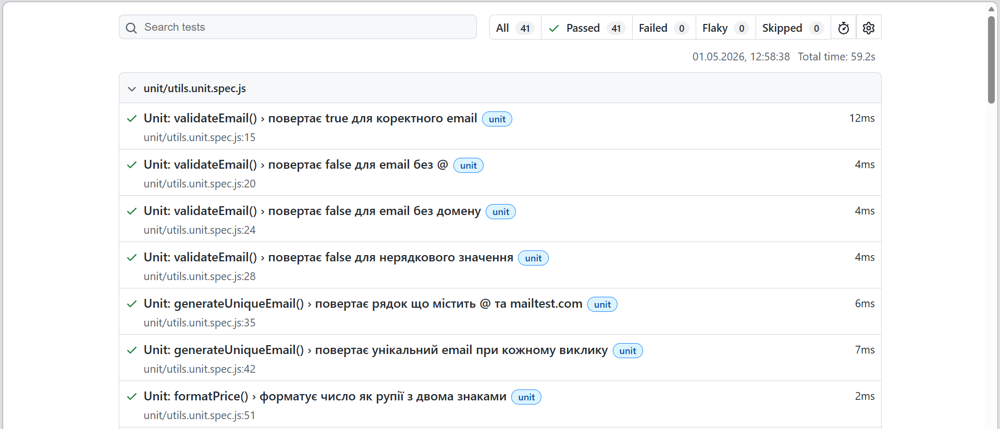 Search tests
All 41 Passed 41 Failed 0 Flaky 0 Skipped 0
01.05.2026, 12:58:38 Total time: 59.2s
unit/utils.unit.spec.js
Unit: validateEmail() › повертає true для коректного email unit 12ms
unit/utils.unit.spec.js:15
Unit: validateEmail() › повертає false для email без @ unit 4ms
unit/utils.unit.spec.js:20
Unit: validateEmail() › повертає false для email без домену unit 4ms
unit/utils.unit.spec.js:24
Unit: validateEmail() › повертає false для нерядкового значення unit 4ms
unit/utils.unit.spec.js:28
Unit: generateUniqueEmail() › повертає рядок що містить @ та mailtest.com unit 6ms
unit/utils.unit.spec.js:35
Unit: generateUniqueEmail() › повертає унікальний email при кожному виклику unit 7ms
unit/utils.unit.spec.js:42
Unit: formatPrice() › форматує число як рупії з двома знаками unit 2ms
unit/utils.unit.spec.js:51